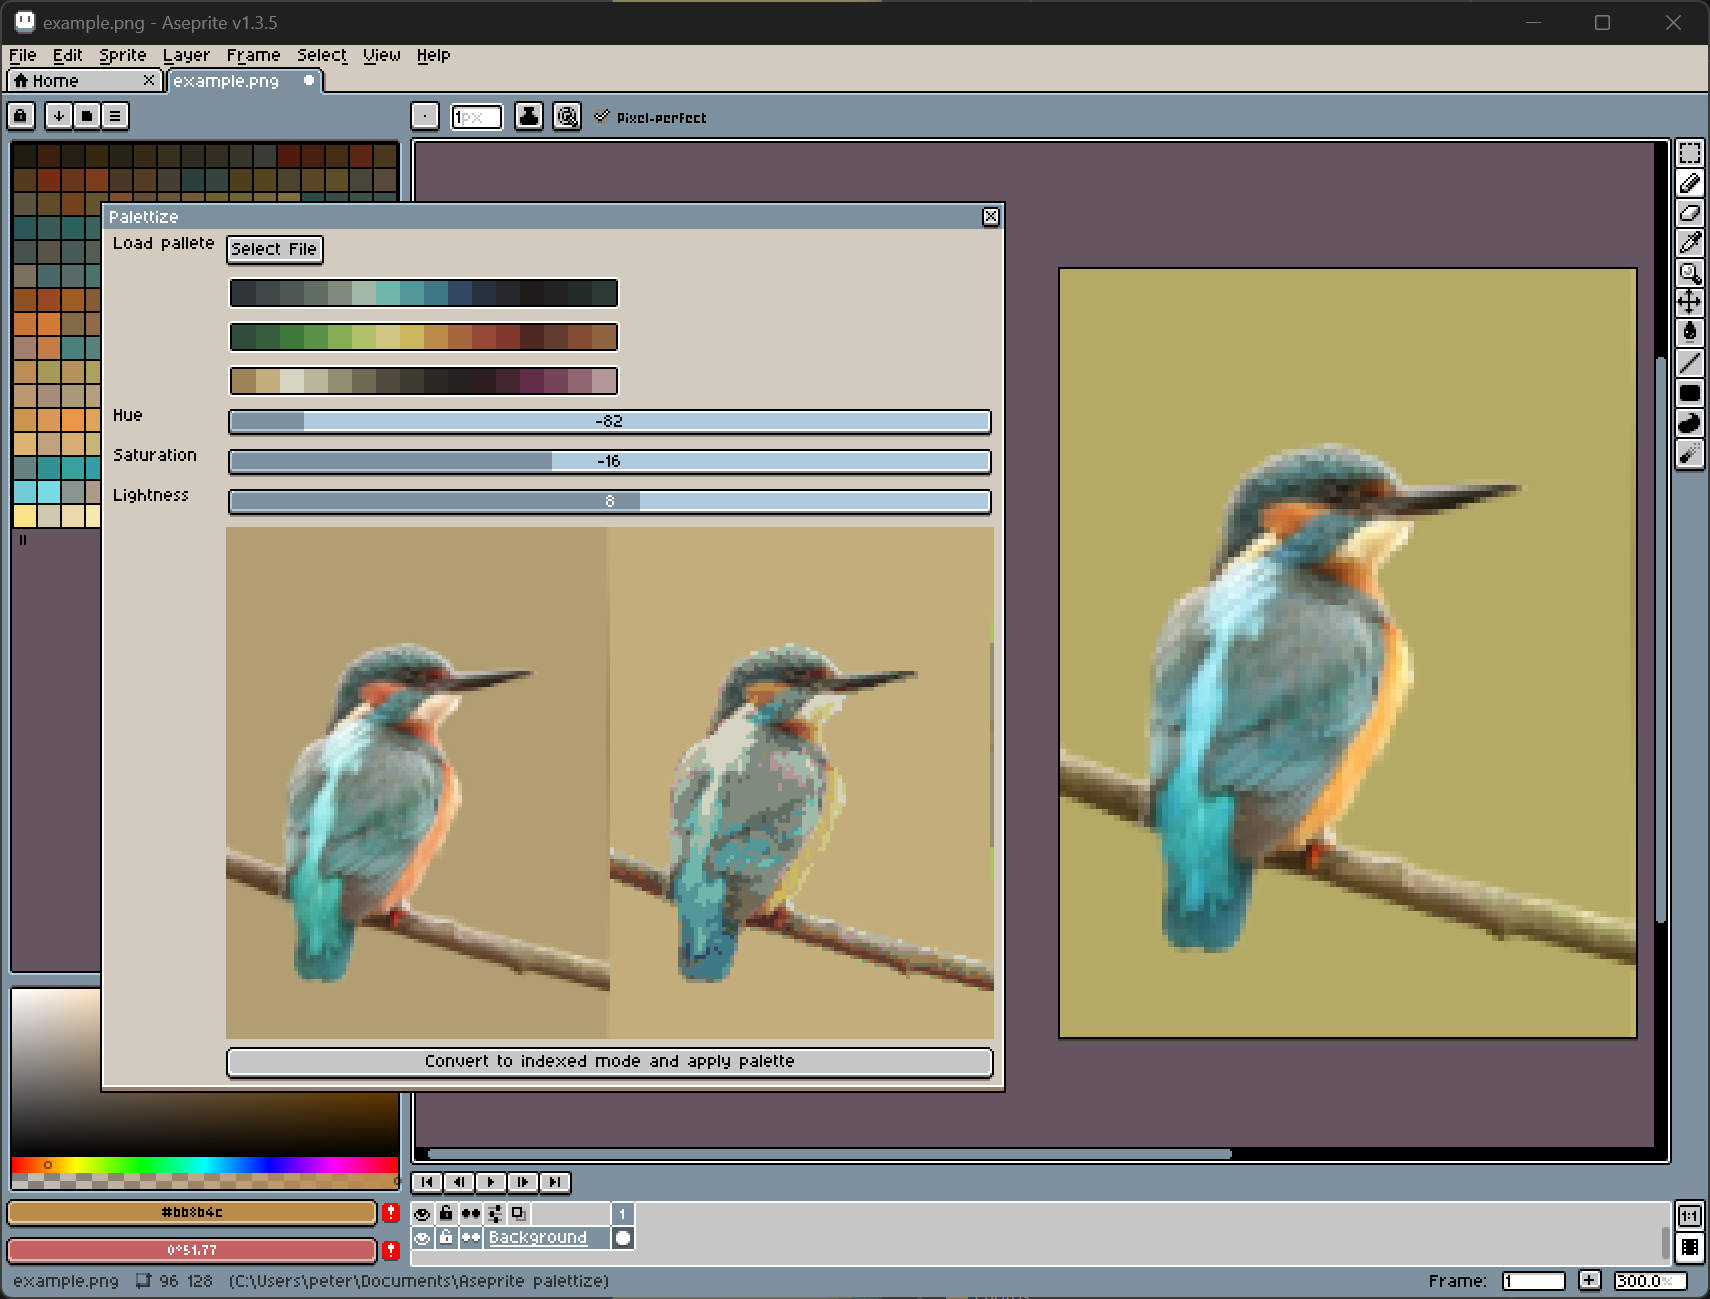 example.png - Aseprite v1.3.5
File Edit Sprite Layer Frame Select View Help
Home example.png
1px Pixel-perfect
Palettize
Load pallete Select File
Hue -82
Saturation -16
Lightness 8
Convert to indexed mode and apply palette
#bb8b4c
1
0°51.77
Background
1:1
example.png 96 128 (C:\Users\peter\Documents\Aseprite palettize) Frame: 1 300.0%